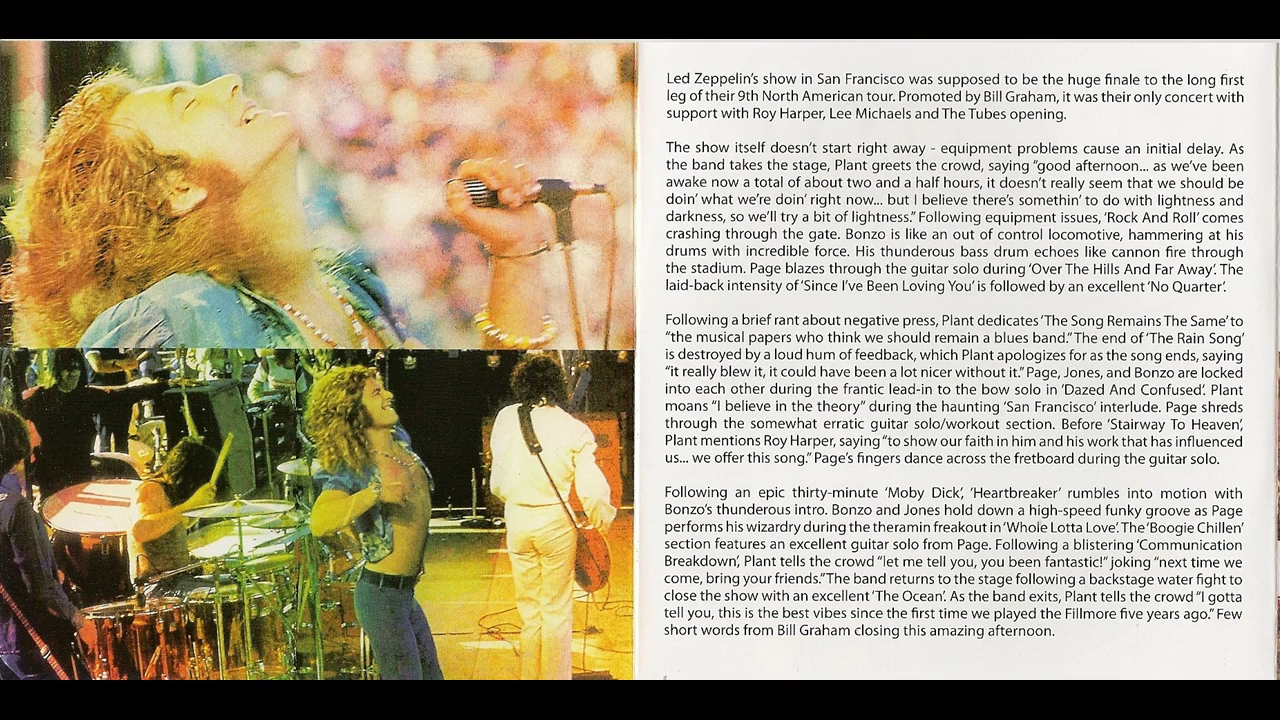 Led Zeppelin's show in San Francisco was supposed to be the huge finale to the long first
leg of their 9th North American tour. Promoted by Bill Graham, it was their only concert with
support with Roy Harper, Lee Michaels and The Tubes opening.
The show itself doesn't start right away - equipment problems cause an initial delay. As
the band takes the stage, Plant greets the crowd, saying "good afternoon... as we've been
awake now a total of about two and a half hours, it doesn't really seem that we should be
doin' what we're doin' right now... but I believe there's somethin' to do with lightness and
darkness, so we'll try a bit of lightness." Following equipment issues, 'Rock And Roll' comes
crashing through the gate. Bonzo is like an out of control locomotive, hammering at his
drums with incredible force. His thunderous bass drum echoes like cannon fire through
the stadium. Page blazes through the guitar solo during 'Over The Hills And Far Away'. The
laid-back intensity of 'Since I've Been Loving You' is followed by an excellent 'No Quarter'.
Following a brief rant about negative press, Plant dedicates 'The Song Remains The Same' to
"the musical papers who think we should remain a blues band." The end of 'The Rain Song'
is destroyed by a loud hum of feedback, which Plant apologizes for as the song ends, saying
"it really blew it, it could have been a lot nicer without it." Page, Jones, and Bonzo are locked
into each other during the frantic lead-in to the bow solo in 'Dazed And Confused'. Plant
moans "I believe in the theory" during the haunting 'San Francisco' interlude. Page shreds
through the somewhat erratic guitar solo/workout section. Before 'Stairway To Heaven',
Plant mentions Roy Harper, saying "to show our faith in him and his work that has influenced
us... we offer this song." Page's fingers dance across the fretboard during the guitar solo.
Following an epic thirty-minute 'Moby Dick', 'Heartbreaker' rumbles into motion with
Bonzo's thunderous intro. Bonzo and Jones hold down a high-speed funky groove as Page
performs his wizardry during the theramin freakout in 'Whole Lotta Love'. The 'Boogie Chillen'
section features an excellent guitar solo from Page. Following a blistering 'Communication
Breakdown', Plant tells the crowd "let me tell you, you been fantastic!" joking "next time we
come, bring your friends." The band returns to the stage following a backstage water fight to
close the show with an excellent 'The Ocean'. As the band exits, Plant tells the crowd "I gotta
tell you, this is the best vibes since the first time we played the Fillmore five years ago." Few
short words from Bill Graham closing this amazing afternoon.